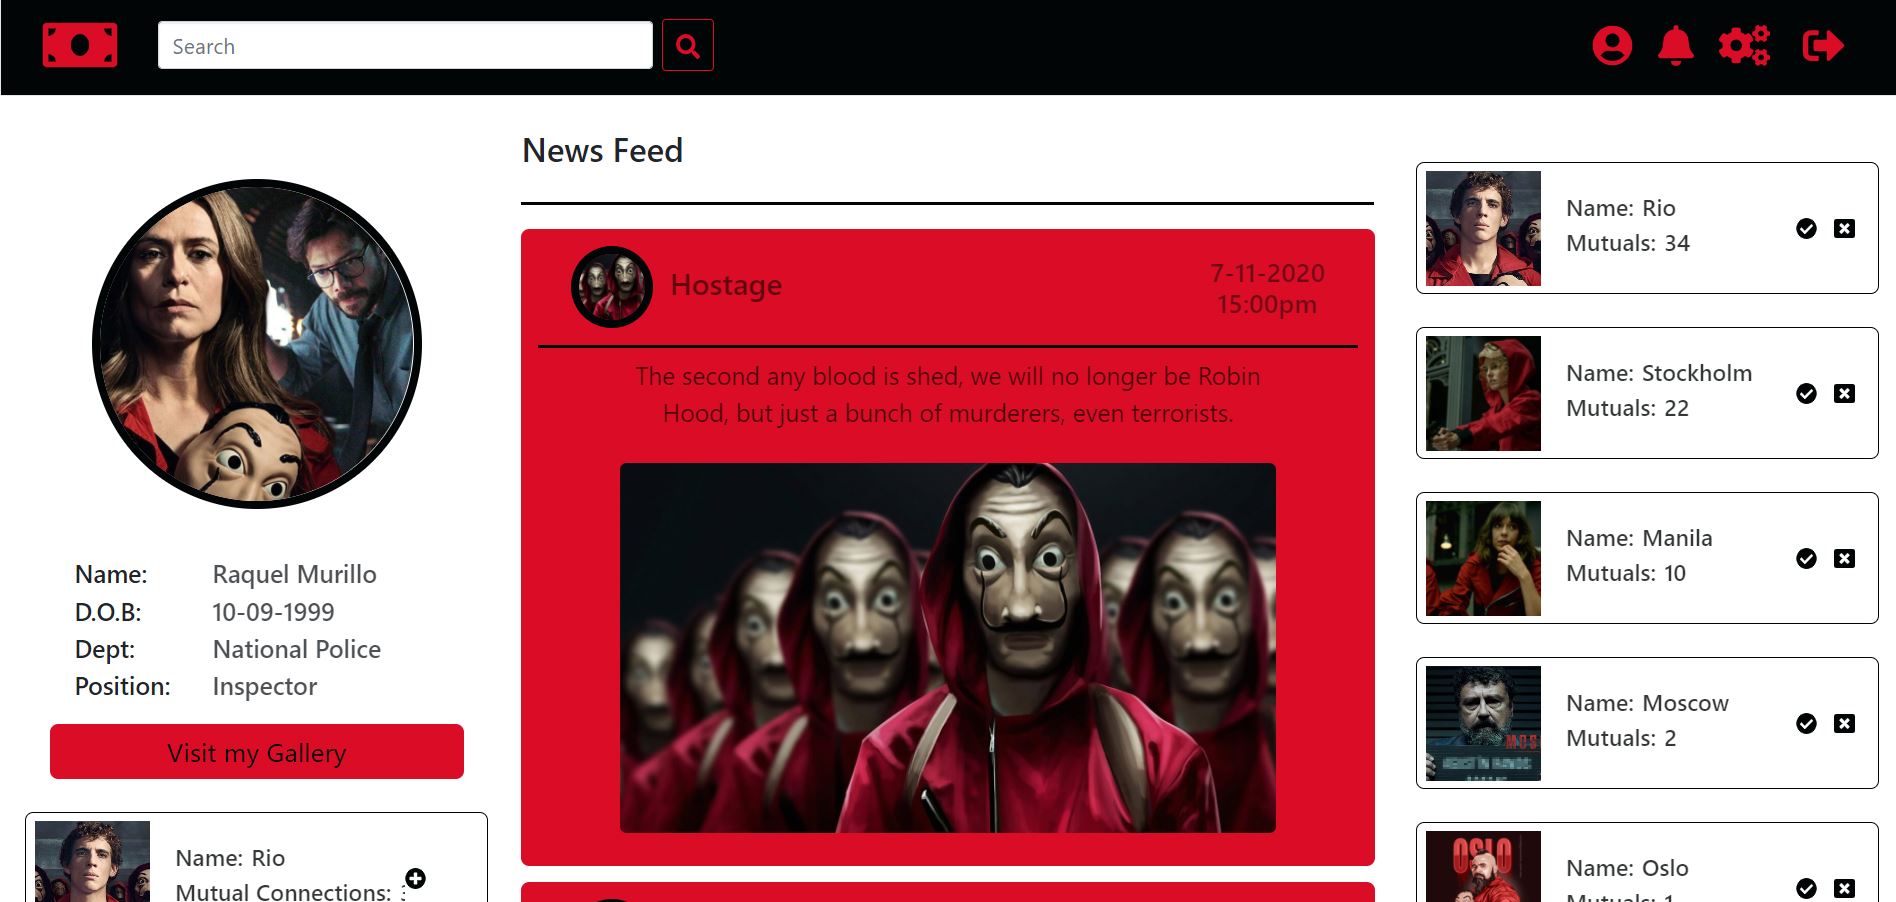 Search
News Feed
Hostage
7-11-2020
15:00pm
The second any blood is shed, we will no longer be Robin
Hood, but just a bunch of murderers, even terrorists.
Name: Raquel Murillo
D.O.B: 10-09-1999
Dept: National Police
Position: Inspector
Visit my Gallery
Name: Rio
Mutual Connections:
Name: Rio
Mutuals: 34
Name: Stockholm
Mutuals: 22
Name: Manila
Mutuals: 10
MOS
Name: Moscow
Mutuals: 2
OSLO
Name: Oslo
Mutuals: 1